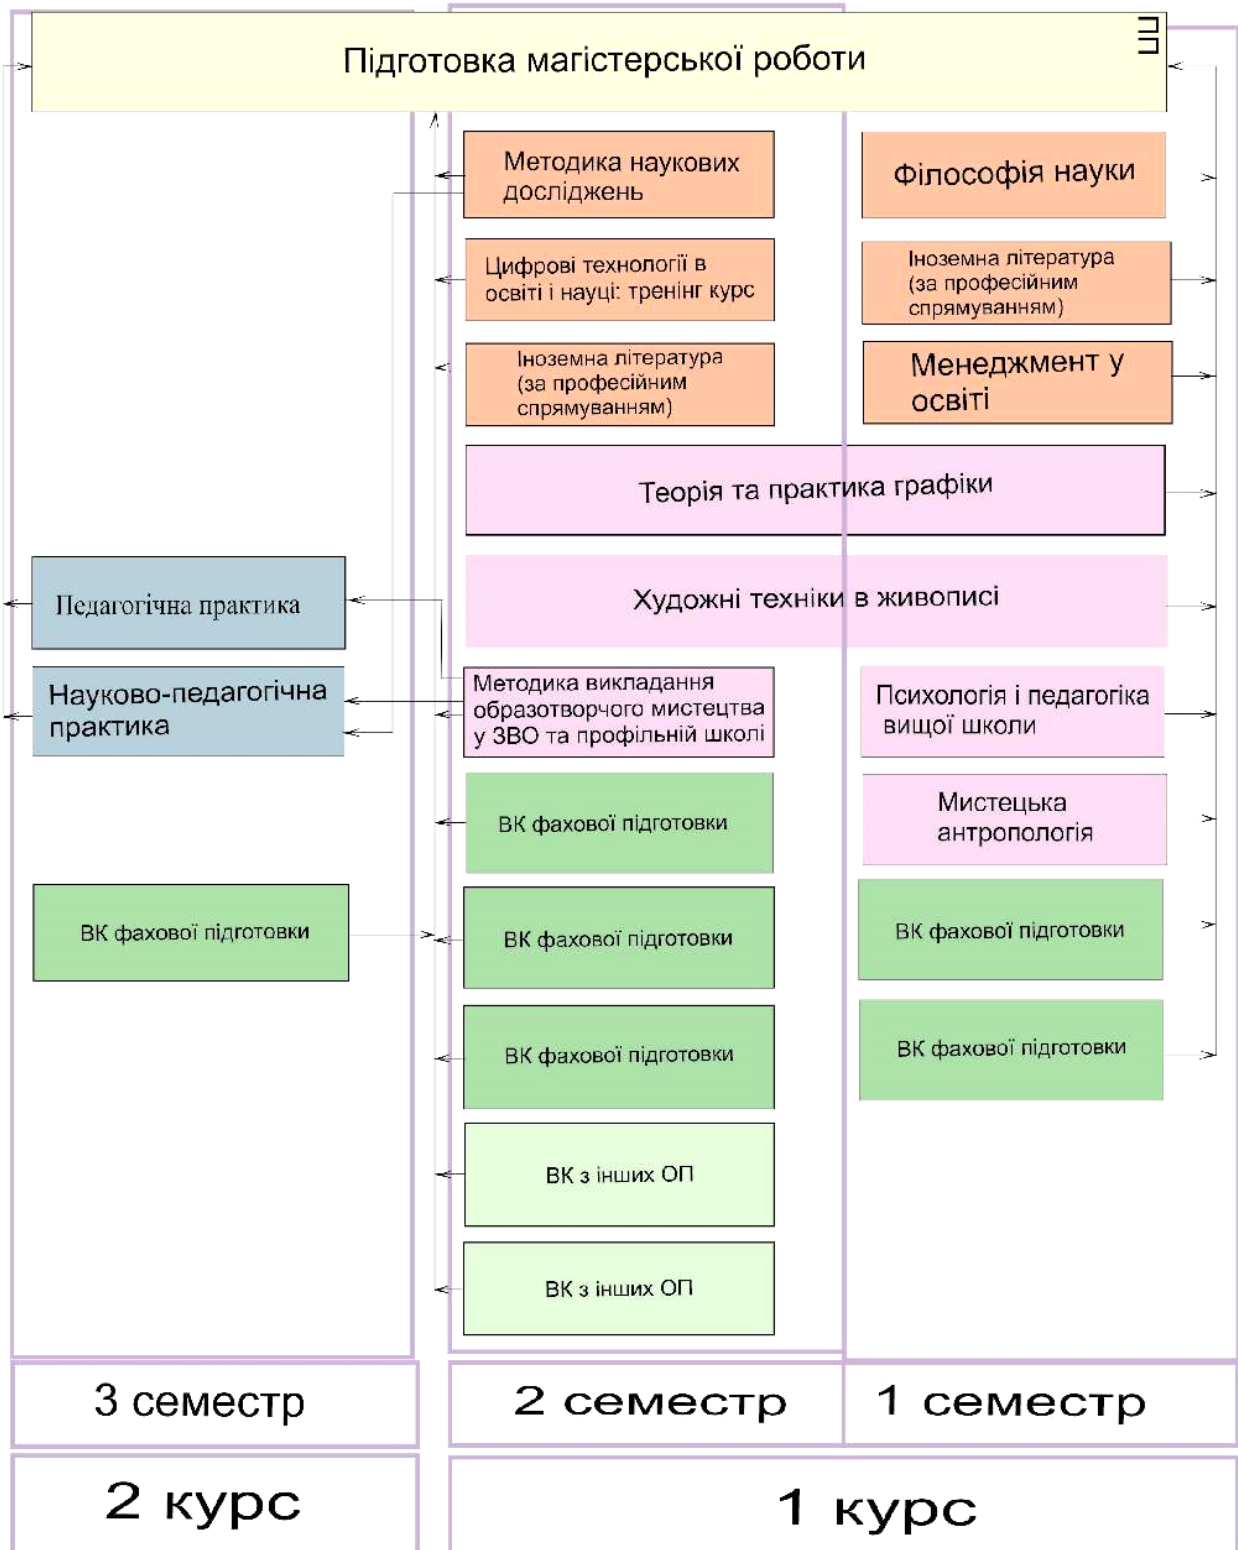 Підготовка магістерської роботи
ПП
Методика наукових
досліджень
Філософія науки
Цифрові технології в
освіті і науці: тренінг курс
Іноземна література
(за професійним
спрямуванням)
Іноземна література
(за професійним
спрямуванням)
Менеджмент у
освіті
Теорія та практика графіки
Педагогічна практика
Художні техніки в живописі
Науково-педагогічна
практика
Методика викладання
образотворчого мистецтва
у ЗВО та профільній школі
Психологія і педагогіка
вищої школи
ВК фахової підготовки
Мистецька
антропологія
ВК фахової підготовки
ВК фахової підготовки
ВК фахової підготовки
ВК фахової підготовки
ВК фахової підготовки
ВК з інших ОП
ВК з інших ОП
3 семестр
2 семестр
1 семестр
2 курс
1 курс